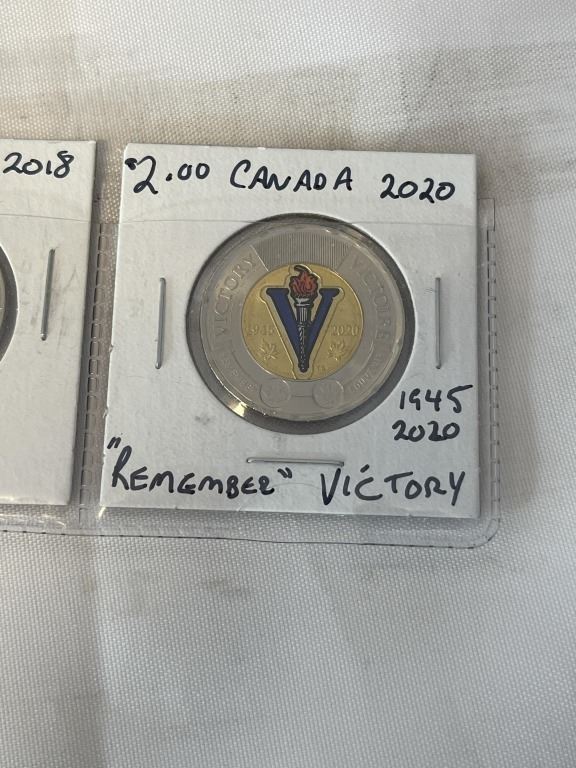 2018
$2.00 CANADA 2020
VICTORY
VICTOIRE
1945 2020
V
1945
2020
"REMEMBER" VICTORY